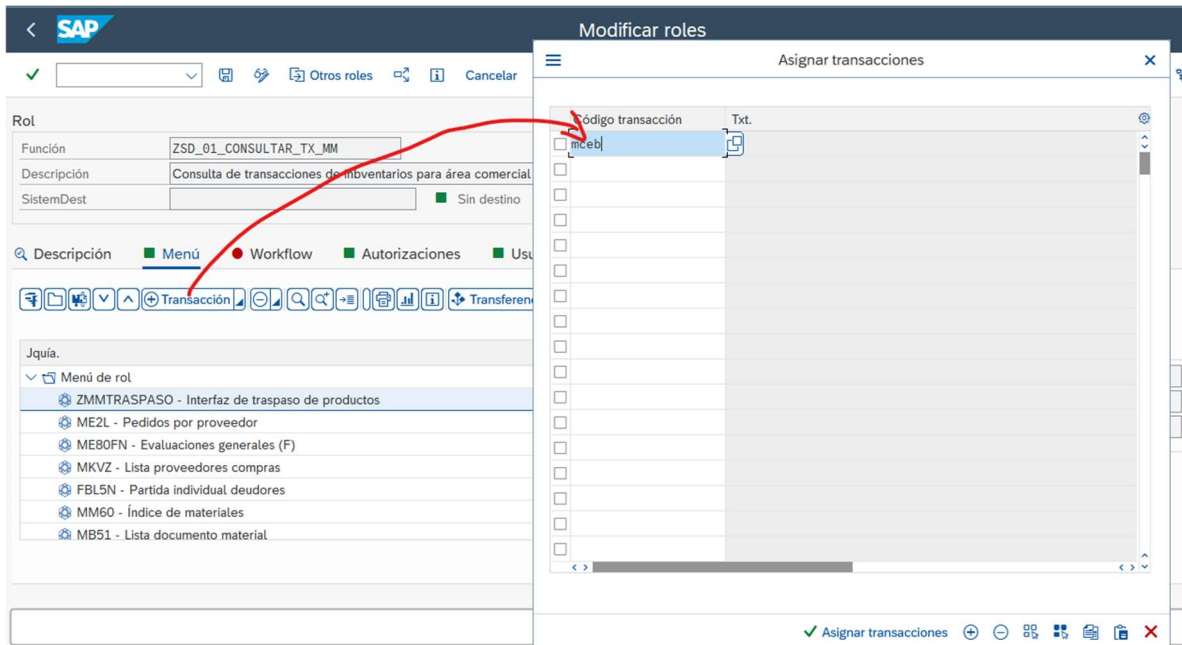 SAP
Modificar roles
Otros roles
Cancelar
Asignar transacciones
Rol
Función ZSD_01_CONSULTAR_TX_MM
Descripción Consulta de transacciones de inbventarios para área comercial
SistemDest
Sin destino
Código transacción Txt.
mceb
Descripción Menú Workflow Autorizaciones Usu
Transacción Transferen
Jquía.
Menú de rol
ZMMTRASPASO - Interfaz de traspaso de productos
ME2L - Pedidos por proveedor
ME80FN - Evaluaciones generales (F)
MKVZ - Lista proveedores compras
FBL5N - Partida individual deudores
MM60 - Índice de materiales
MB51 - Lista documento material
Asignar transacciones